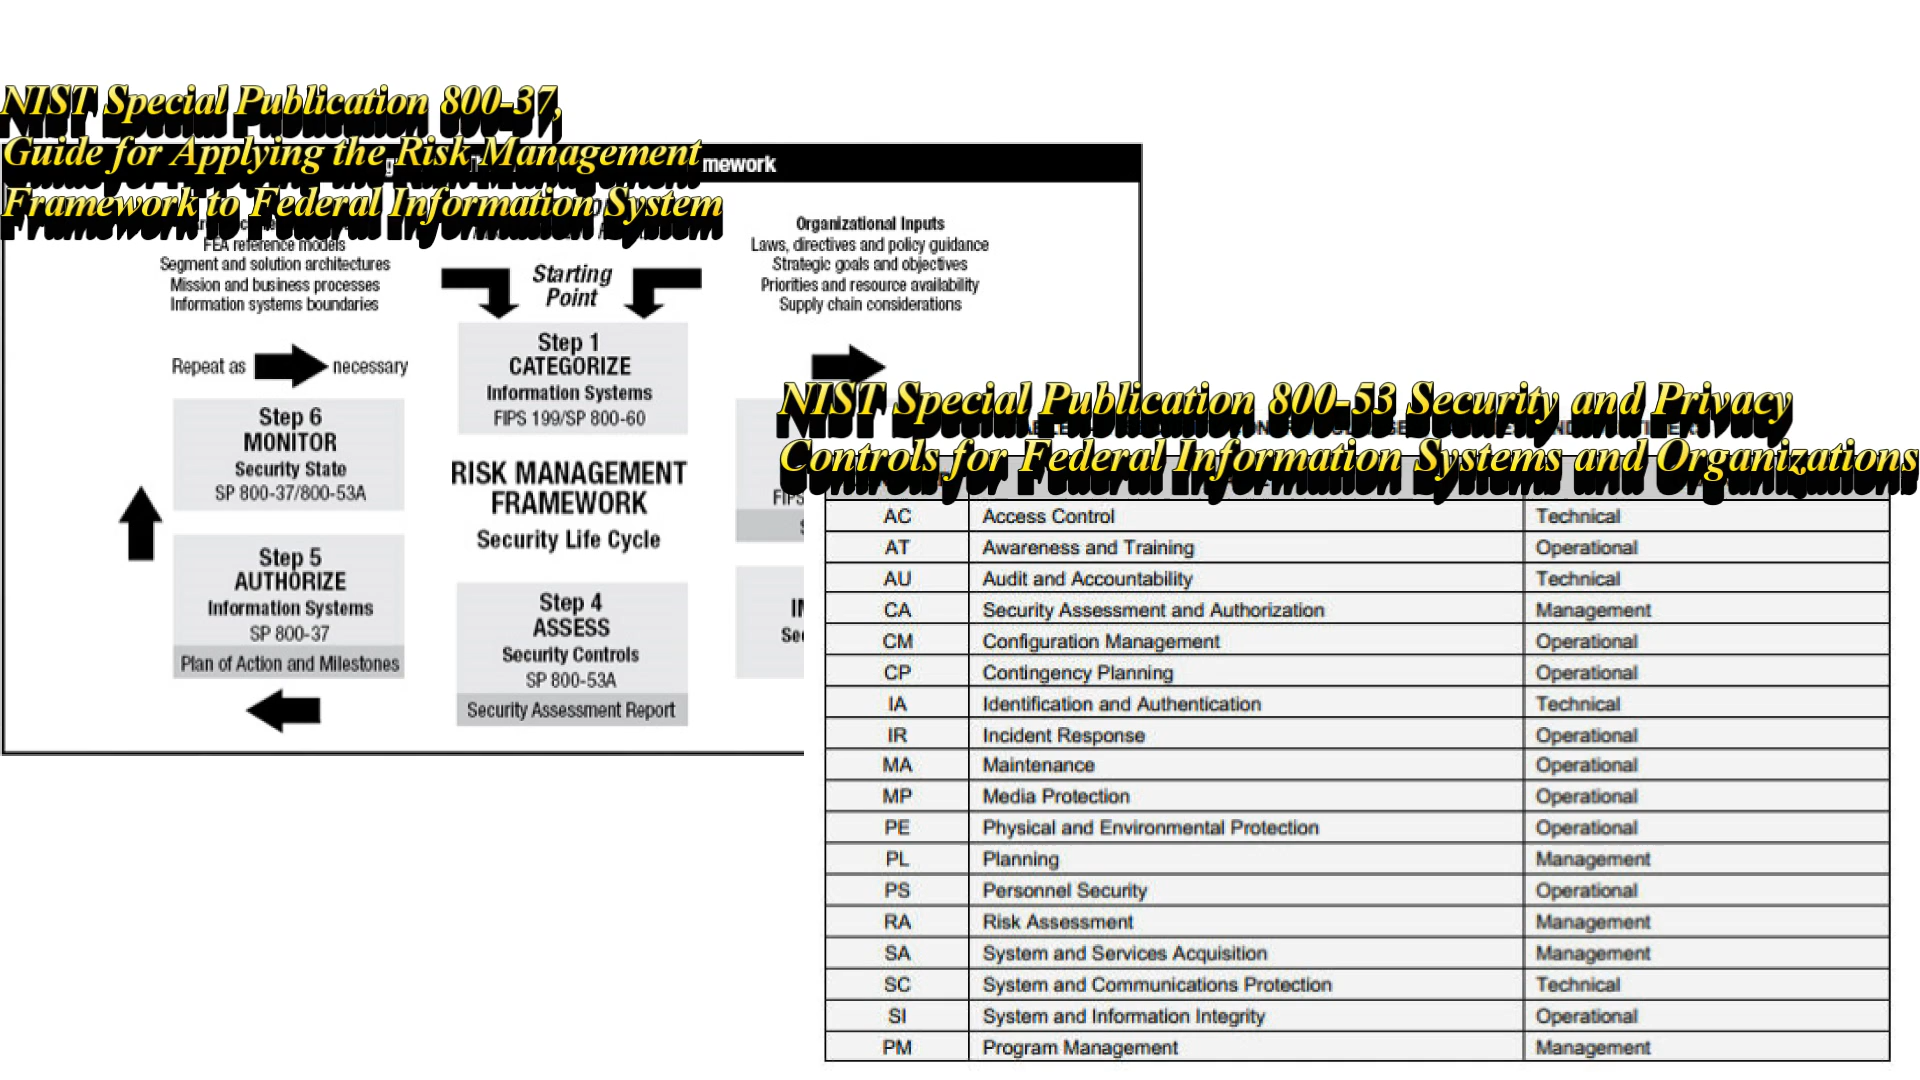 NIST Special Publication 800-37,
Guide for Applying the Risk Management
Framework to Federal Information System
mework
FEA reference models
Segment and solution architectures
Mission and business processes
Information systems boundaries
Starting
Point
Organizational Inputs
Laws, directives and policy guidance
Strategic goals and objectives
Priorities and resource availability
Supply chain considerations
Repeat as necessary
Step 1
CATEGORIZE
Information Systems
FIPS 199/SP 800-60
Step 6
MONITOR
Security State
SP 800-37/800-53A
RISK MANAGEMENT
FRAMEWORK
Security Life Cycle
Step 5
AUTHORIZE
Information Systems
SP 800-37
Plan of Action and Milestones
Step 4
ASSESS
Security Controls
SP 800-53A
Security Assessment Report
FIPS
NIST Special Publication 800-53 Security and Privacy
Controls for Federal Information Systems and Organizations
AC Access Control Technical
AT Awareness and Training Operational
AU Audit and Accountability Technical
CA Security Assessment and Authorization Management
CM Configuration Management Operational
CP Contingency Planning Operational
IA Identification and Authentication Technical
IR Incident Response Operational
MA Maintenance Operational
MP Media Protection Operational
PE Physical and Environmental Protection Operational
PL Planning Management
PS Personnel Security Operational
RA Risk Assessment Management
SA System and Services Acquisition Management
SC System and Communications Protection Technical
SI System and Information Integrity Operational
PM Program Management Management